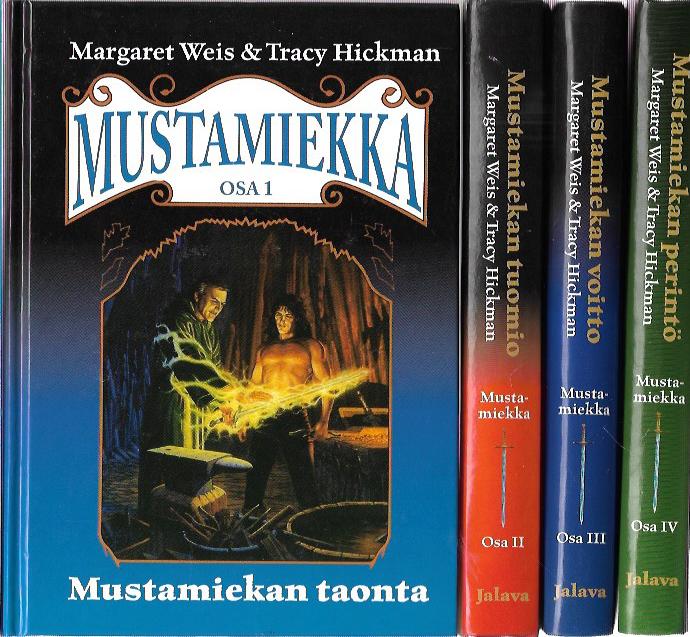 Margaret Weis & Tracy Hickman
MUSTAMIEKKA
OSA 1
Mustamiekan taonta
Mustamiekan tuomio
Margaret Weis & Tracy Hickman
Musta-
miekka
Osa II
Jalava
Mustamiekan voitto
Margaret Weis & Tracy Hickman
Musta-
miekka
Osa III
Jalava
Mustamiekan perintö
Margaret Weis & Tracy Hickman
Musta-
miekka
Osa IV
Jalava